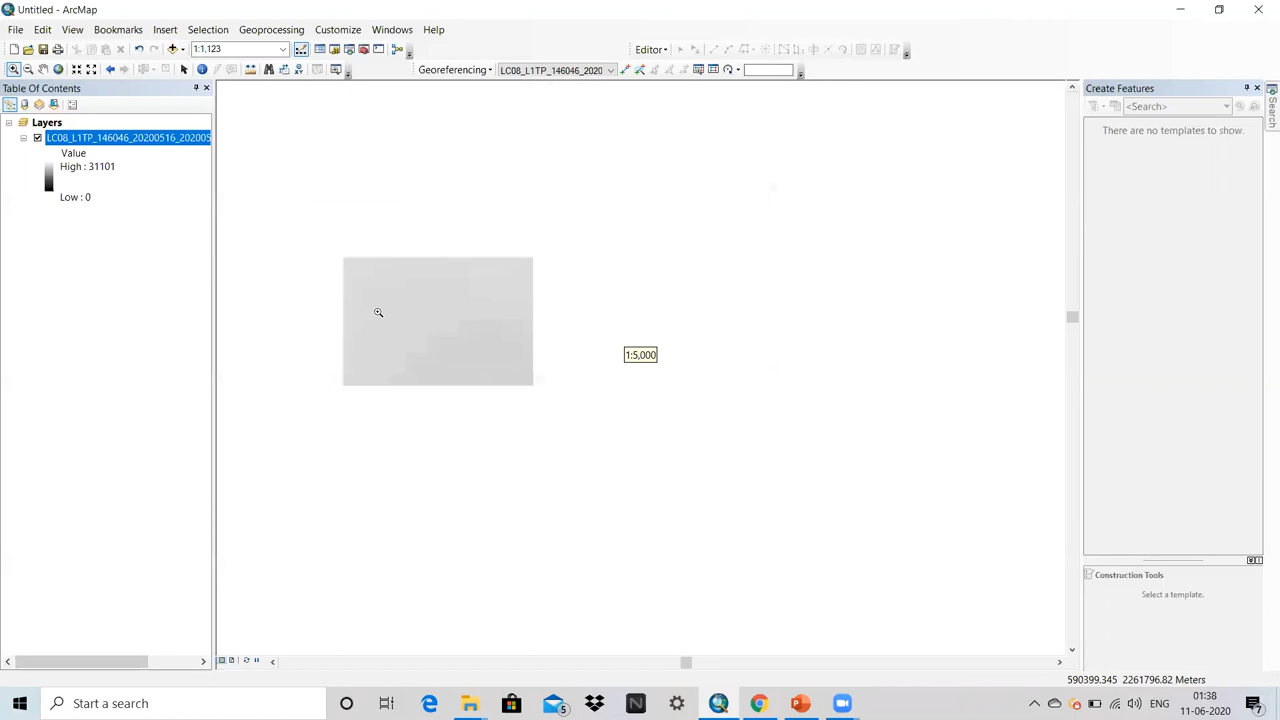 Untitled - ArcMap
File Edit View Bookmarks Insert Selection Geoprocessing Customize Windows Help
1:1,123
Editor
Georeferencing LC08_L1TP_146046_2020
Table Of Contents
Layers
LC08_L1TP_146046_20200516_202005
Value
High : 31101
Low : 0
1:5,000
Create Features
<Search>
There are no templates to show.
Construction Tools
Select a template.
Search
590399.345 2261796.82 Meters
Start a search
5
N
ENG
01:38
11-06-2020
7